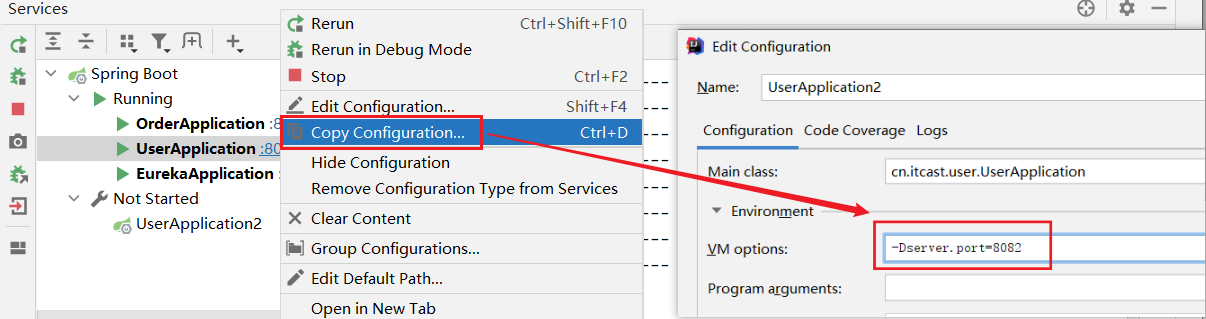 Services
Spring Boot
Running
OrderApplication :8
UserApplication :80
EurekaApplication
Not Started
UserApplication2
Rerun Ctrl+Shift+F10
Rerun in Debug Mode
Stop Ctrl+F2
Edit Configuration... Shift+F4
Copy Configuration... Ctrl+D
Hide Configuration
Remove Configuration Type from Services
Clear Content
Group Configurations...
Edit Default Path...
Open in New Tab
Edit Configuration
Name: UserApplication2
Configuration Code Coverage Logs
Main class: cn.itcast.user.UserApplication
Environment
VM options: -Dserver.port=8082
Program arguments: